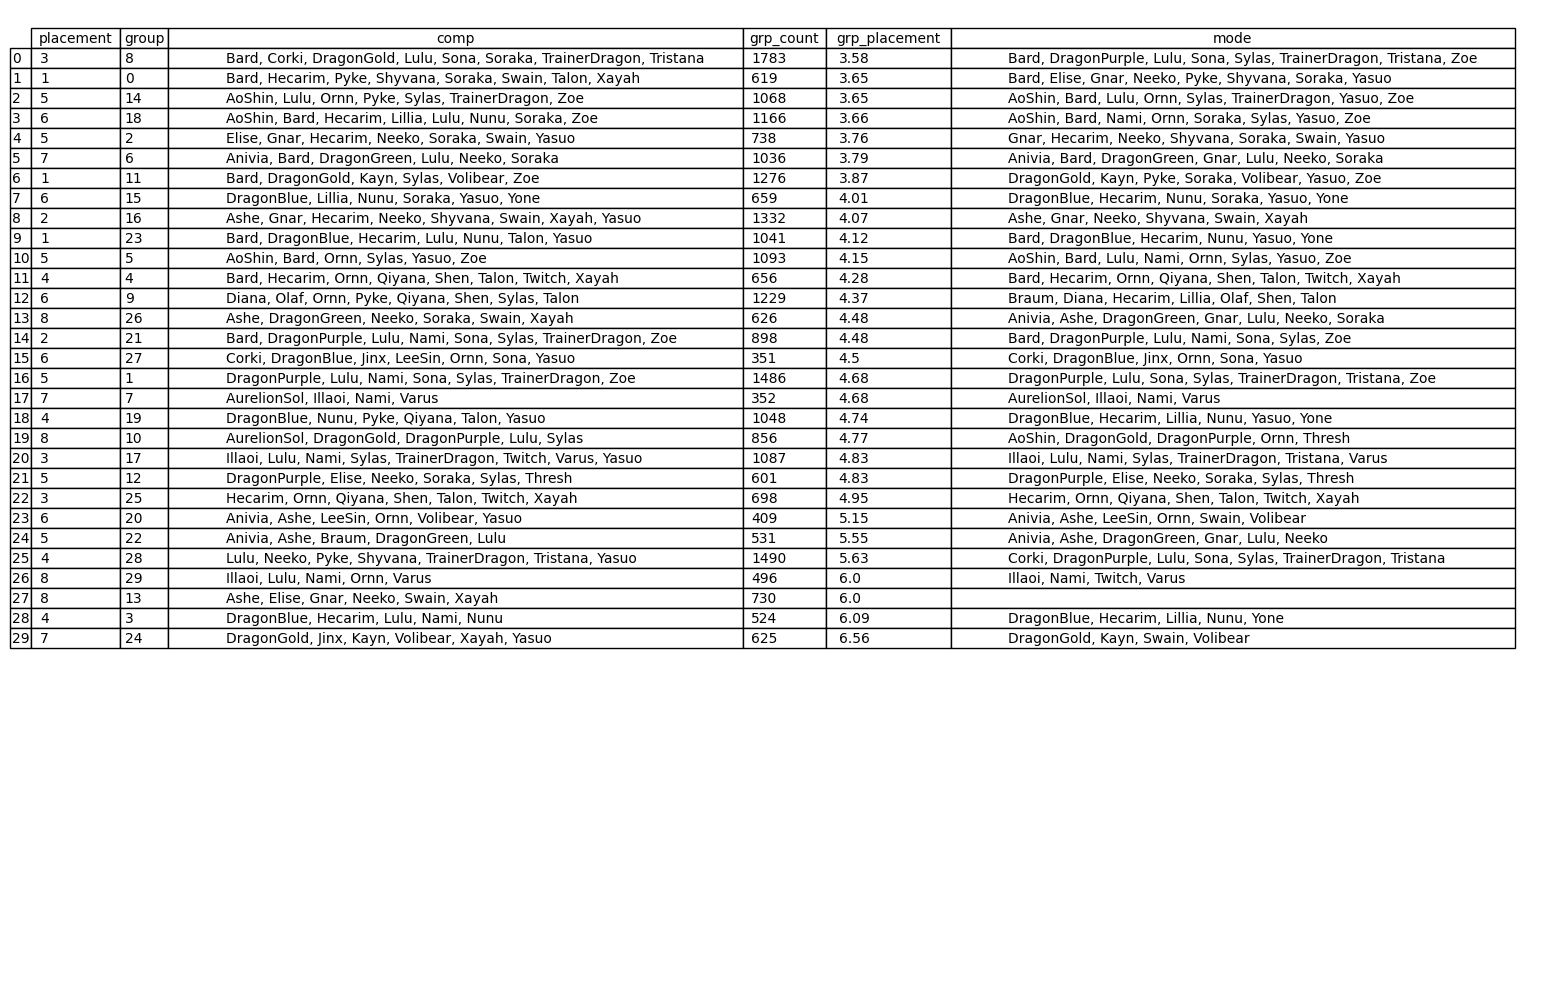 placement group comp grp_count grp_placement mode
0 3 8 Bard, Corki, DragonGold, Lulu, Sona, Soraka, TrainerDragon, Tristana 1783 3.58 Bard, DragonPurple, Lulu, Sona, Sylas, TrainerDragon, Tristana, Zoe
1 1 0 Bard, Hecarim, Pyke, Shyvana, Soraka, Swain, Talon, Xayah 619 3.65 Bard, Elise, Gnar, Neeko, Pyke, Shyvana, Soraka, Yasuo
2 5 14 AoShin, Lulu, Ornn, Pyke, Sylas, TrainerDragon, Zoe 1068 3.65 AoShin, Bard, Lulu, Ornn, Sylas, TrainerDragon, Yasuo, Zoe
3 6 18 AoShin, Bard, Hecarim, Lillia, Lulu, Nunu, Soraka, Zoe 1166 3.66 AoShin, Bard, Nami, Ornn, Soraka, Sylas, Yasuo, Zoe
4 5 2 Elise, Gnar, Hecarim, Neeko, Soraka, Swain, Yasuo 738 3.76 Gnar, Hecarim, Neeko, Shyvana, Soraka, Swain, Yasuo
5 7 6 Anivia, Bard, DragonGreen, Lulu, Neeko, Soraka 1036 3.79 Anivia, Bard, DragonGreen, Gnar, Lulu, Neeko, Soraka
6 1 11 Bard, DragonGold, Kayn, Sylas, Volibear, Zoe 1276 3.87 DragonGold, Kayn, Pyke, Soraka, Volibear, Yasuo, Zoe
7 6 15 DragonBlue, Lillia, Nunu, Soraka, Yasuo, Yone 659 4.01 DragonBlue, Hecarim, Nunu, Soraka, Yasuo, Yone
8 2 16 Ashe, Gnar, Hecarim, Neeko, Shyvana, Swain, Xayah, Yasuo 1332 4.07 Ashe, Gnar, Neeko, Shyvana, Swain, Xayah
9 1 23 Bard, DragonBlue, Hecarim, Lulu, Nunu, Talon, Yasuo 1041 4.12 Bard, DragonBlue, Hecarim, Nunu, Yasuo, Yone
10 5 5 AoShin, Bard, Ornn, Sylas, Yasuo, Zoe 1093 4.15 AoShin, Bard, Lulu, Nami, Ornn, Sylas, Yasuo, Zoe
11 4 4 Bard, Hecarim, Ornn, Qiyana, Shen, Talon, Twitch, Xayah 656 4.28 Bard, Hecarim, Ornn, Qiyana, Shen, Talon, Twitch, Xayah
12 6 9 Diana, Olaf, Ornn, Pyke, Qiyana, Shen, Sylas, Talon 1229 4.37 Braum, Diana, Hecarim, Lillia, Olaf, Shen, Talon
13 8 26 Ashe, DragonGreen, Neeko, Soraka, Swain, Xayah 626 4.48 Anivia, Ashe, DragonGreen, Gnar, Lulu, Neeko, Soraka
14 2 21 Bard, DragonPurple, Lulu, Nami, Sona, Sylas, TrainerDragon, Zoe 898 4.48 Bard, DragonPurple, Lulu, Nami, Sona, Sylas, Zoe
15 6 27 Corki, DragonBlue, Jinx, LeeSin, Ornn, Sona, Yasuo 351 4.5 Corki, DragonBlue, Jinx, Ornn, Sona, Yasuo
16 5 1 DragonPurple, Lulu, Nami, Sona, Sylas, TrainerDragon, Zoe 1486 4.68 DragonPurple, Lulu, Sona, Sylas, TrainerDragon, Tristana, Zoe
17 7 7 AurelionSol, Illaoi, Nami, Varus 352 4.68 AurelionSol, Illaoi, Nami, Varus
18 4 19 DragonBlue, Nunu, Pyke, Qiyana, Talon, Yasuo 1048 4.74 DragonBlue, Hecarim, Lillia, Nunu, Yasuo, Yone
19 8 10 AurelionSol, DragonGold, DragonPurple, Lulu, Sylas 856 4.77 AoShin, DragonGold, DragonPurple, Ornn, Thresh
20 3 17 Illaoi, Lulu, Nami, Sylas, TrainerDragon, Twitch, Varus, Yasuo 1087 4.83 Illaoi, Lulu, Nami, Sylas, TrainerDragon, Tristana, Varus
21 5 12 DragonPurple, Elise, Neeko, Soraka, Sylas, Thresh 601 4.83 DragonPurple, Elise, Neeko, Soraka, Sylas, Thresh
22 3 25 Hecarim, Ornn, Qiyana, Shen, Talon, Twitch, Xayah 698 4.95 Hecarim, Ornn, Qiyana, Shen, Talon, Twitch, Xayah
23 6 20 Anivia, Ashe, LeeSin, Ornn, Volibear, Yasuo 409 5.15 Anivia, Ashe, LeeSin, Ornn, Swain, Volibear
24 5 22 Anivia, Ashe, Braum, DragonGreen, Lulu 531 5.55 Anivia, Ashe, DragonGreen, Gnar, Lulu, Neeko
25 4 28 Lulu, Neeko, Pyke, Shyvana, TrainerDragon, Tristana, Yasuo 1490 5.63 Corki, DragonPurple, Lulu, Sona, Sylas, TrainerDragon, Tristana
26 8 29 Illaoi, Lulu, Nami, Ornn, Varus 496 6.0 Illaoi, Nami, Twitch, Varus
27 8 13 Ashe, Elise, Gnar, Neeko, Swain, Xayah 730 6.0
28 4 3 DragonBlue, Hecarim, Lulu, Nami, Nunu 524 6.09 DragonBlue, Hecarim, Lillia, Nunu, Yone
29 7 24 DragonGold, Jinx, Kayn, Volibear, Xayah, Yasuo 625 6.56 DragonGold, Kayn, Swain, Volibear